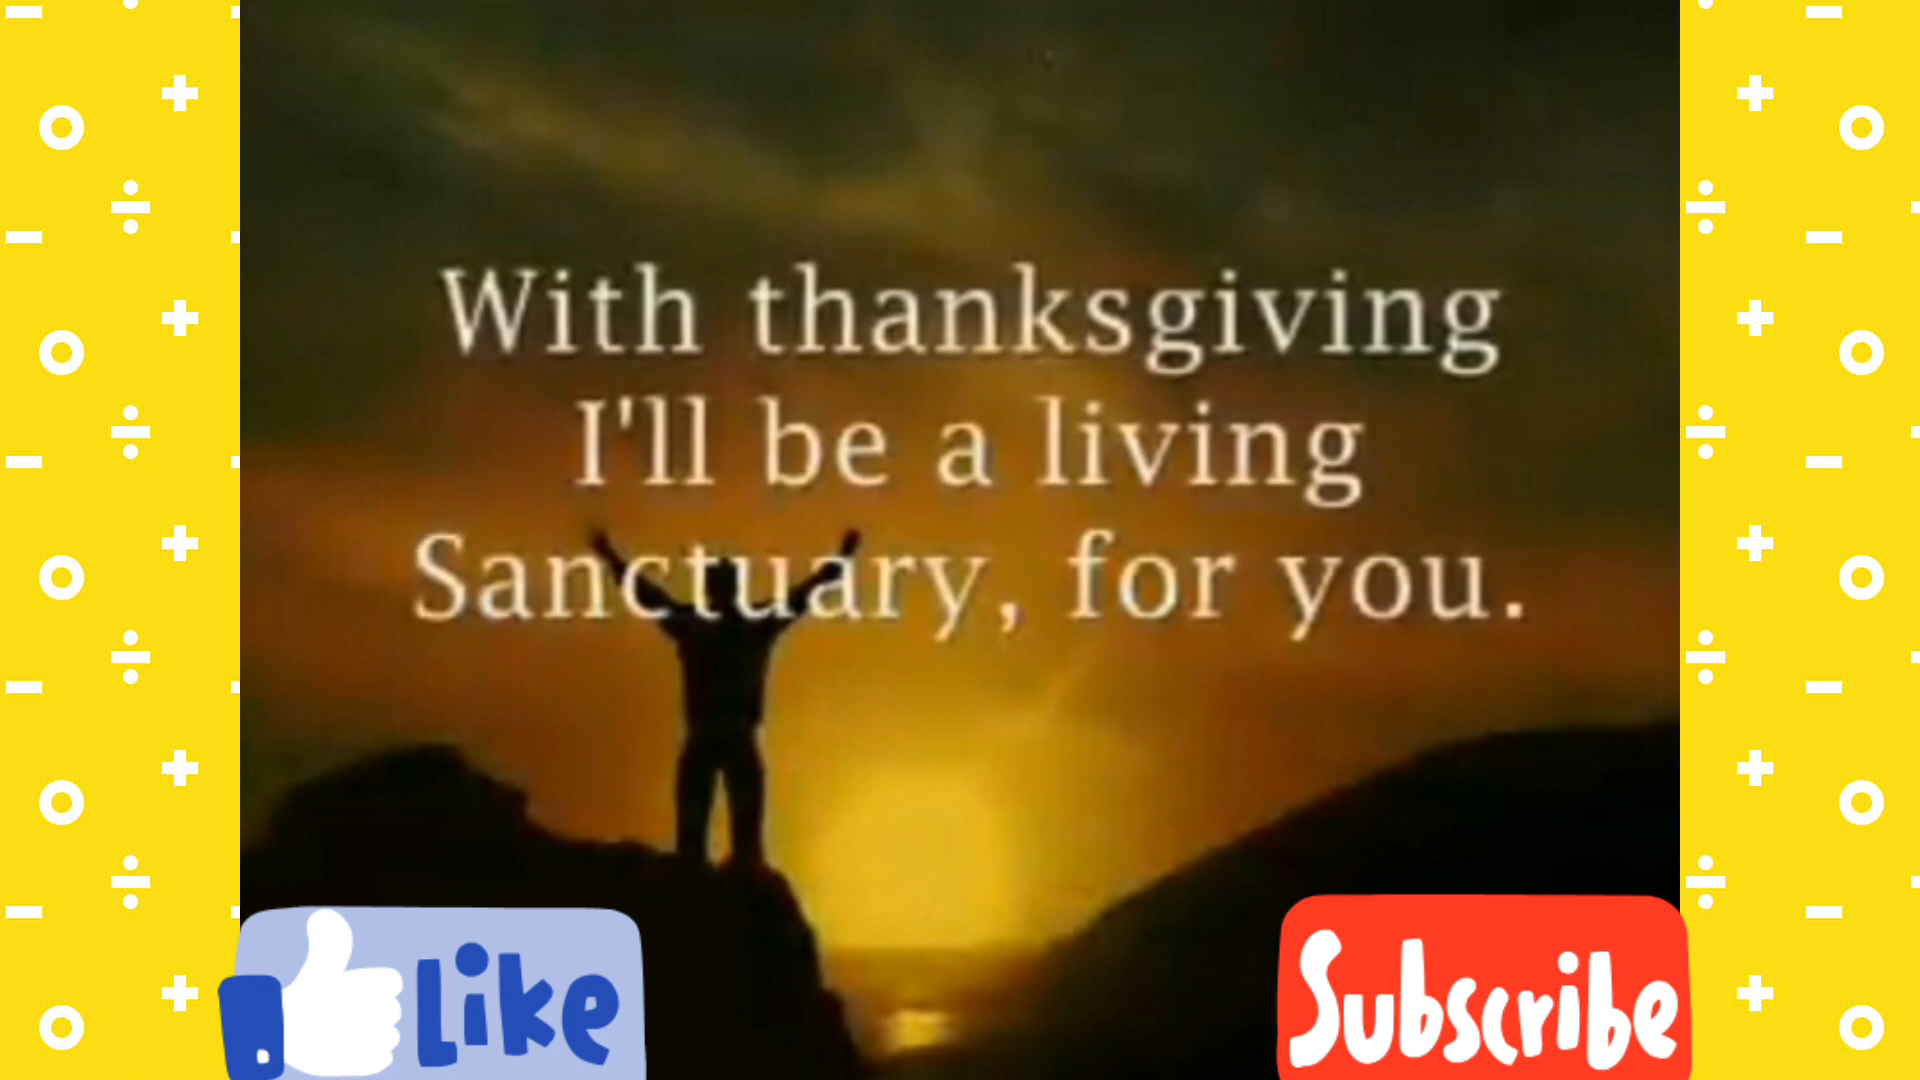 With thanksgiving
I'll be a living
Sanctuary, for you.
Like
Subscribe